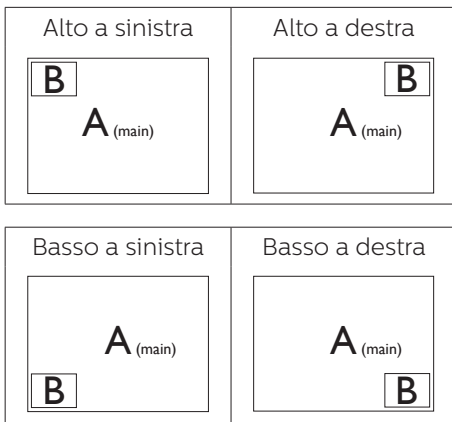 Alto a sinistra
Alto a destra
B
A (main)
B
A (main)
Basso a sinistra
Basso a destra
A (main)
B
A (main)
B